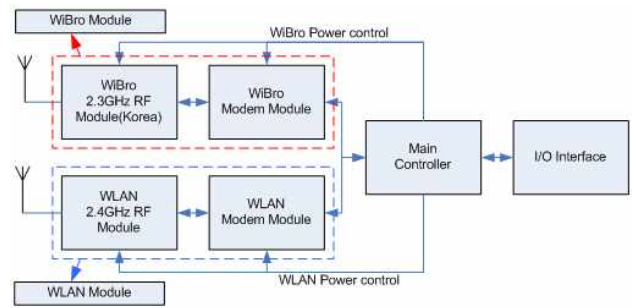 WiBro Module
WiBro Power control
WiBro
2.3GHz RF
Module(Korea)
WiBro
Modem Module
Main
Controller
I/O Interface
WLAN
2.4GHz RF
Module
WLAN
Modem Module
WLAN Power control
WLAN Module